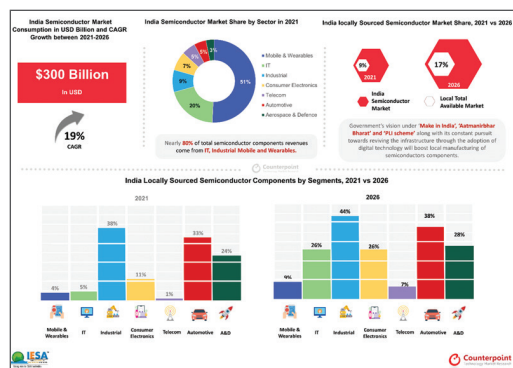 India Semiconductor Market
Consumption in USD Billion and CAGR
Growth between 2021-2026
$300 Billion
In USD
19%
CAGR
India Semiconductor Market Share by Sector in 2021
51%
20%
9%
7%
5%
5%
3%
Mobile & Wearables
IT
Industrial
Consumer Electronics
Telecom
Automotive
Aerospace & Defence
Nearly 80% of total semiconductor components revenues
come from IT, Industrial Mobile and Wearables.
India locally Sourced Semiconductor Market Share, 2021 vs 2026
9%
2021
17%
2026
India
Semiconductor
Market
Local Total
Available Market
Government's vision under 'Make in India', 'Aatmanirbhar
Bharat' and 'PLI scheme' along with its constant pursuit
towards reviving the infrastructure through the adoption of
digital technology will boost local manufacturing of
semiconductors components.
Counterpoint
India Locally Sourced Semiconductor Components by Segments, 2021 vs 2026
2021
4%
5%
38%
11%
1%
33%
24%
Mobile &
Wearables
IT
Industrial
Consumer
Electronics
Telecom
Automotive
A&D
2026
9%
26%
44%
26%
7%
38%
28%
Mobile &
Wearables
IT
Industrial
Consumer
Electronics
Telecom
Automotive
A&D
IESA
Counterpoint
Technology Market Research